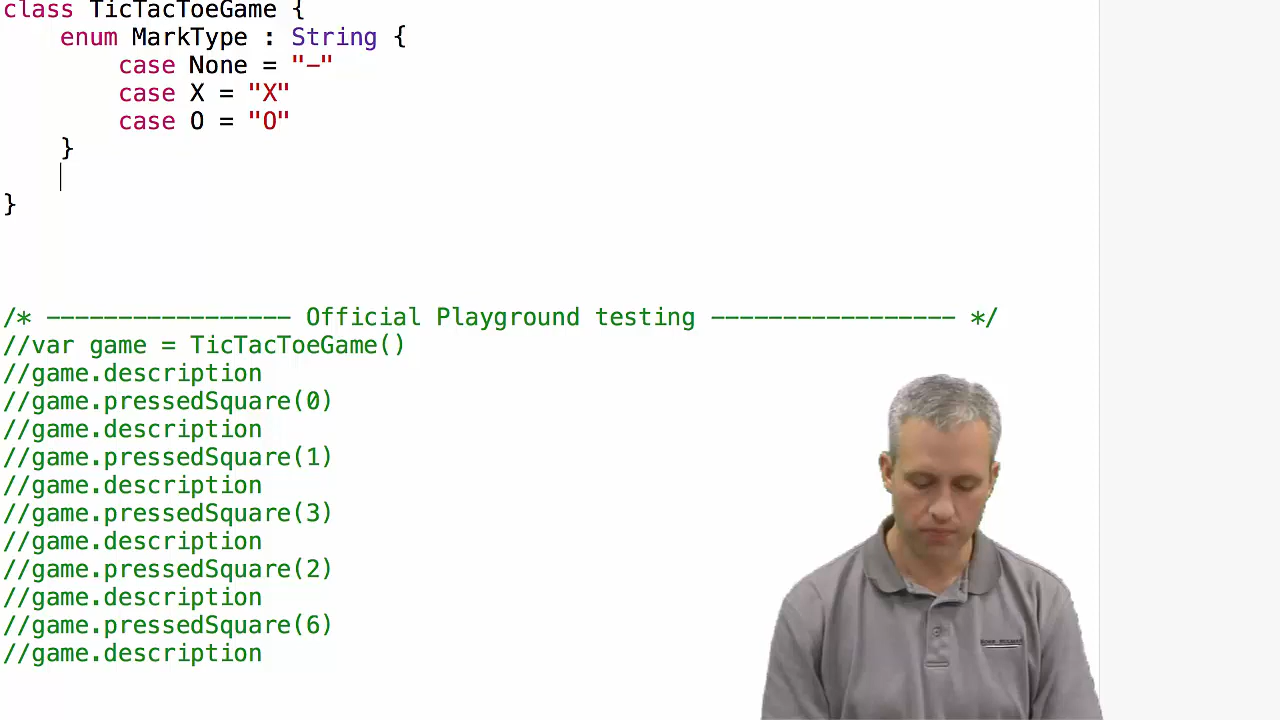 class TicTacToeGame {
enum MarkType : String {
case None = "-"
case X = "X"
case O = "O"
}
}
/* ----------------- Official Playground testing ----------------- */
//var game = TicTacToeGame()
//game.description
//game.pressedSquare(0)
//game.description
//game.pressedSquare(1)
//game.description
//game.pressedSquare(3)
//game.description
//game.pressedSquare(2)
//game.description
//game.pressedSquare(6)
//game.description